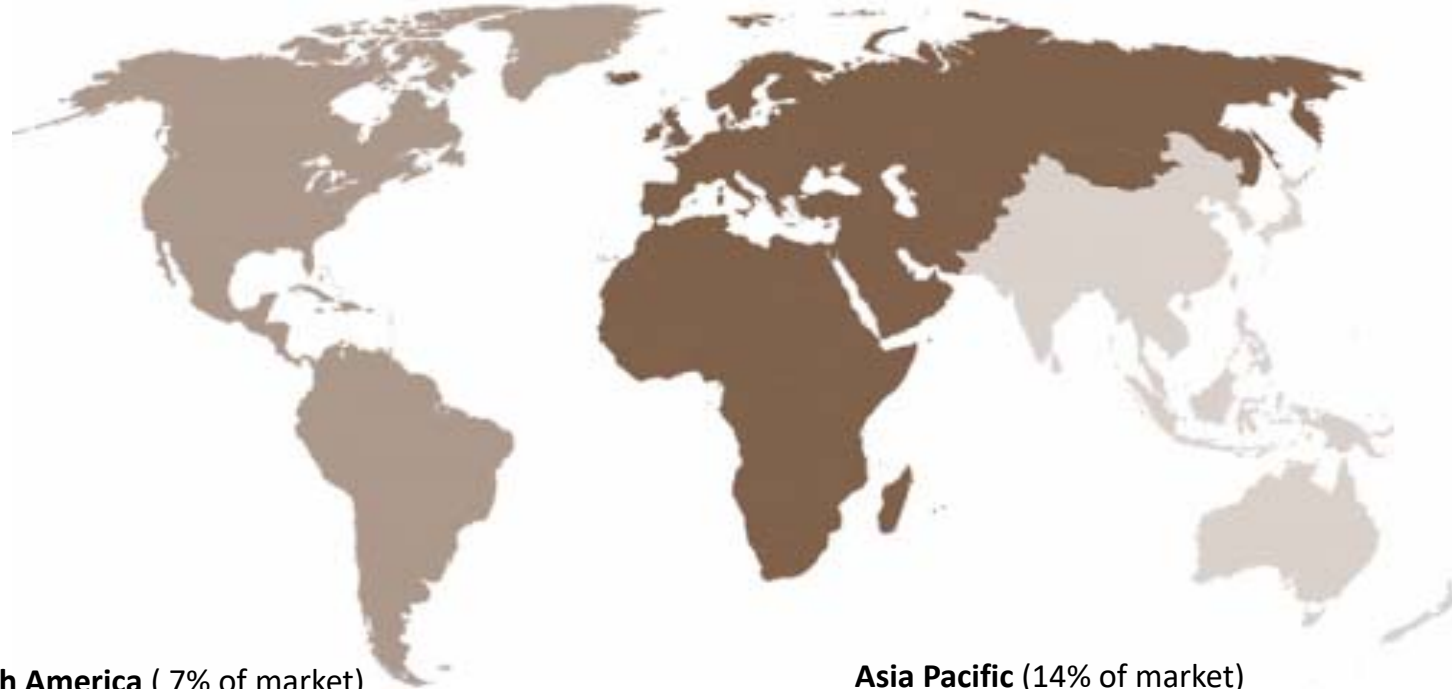 h America ( 7% of market)
Asia Pacific (14% of market)